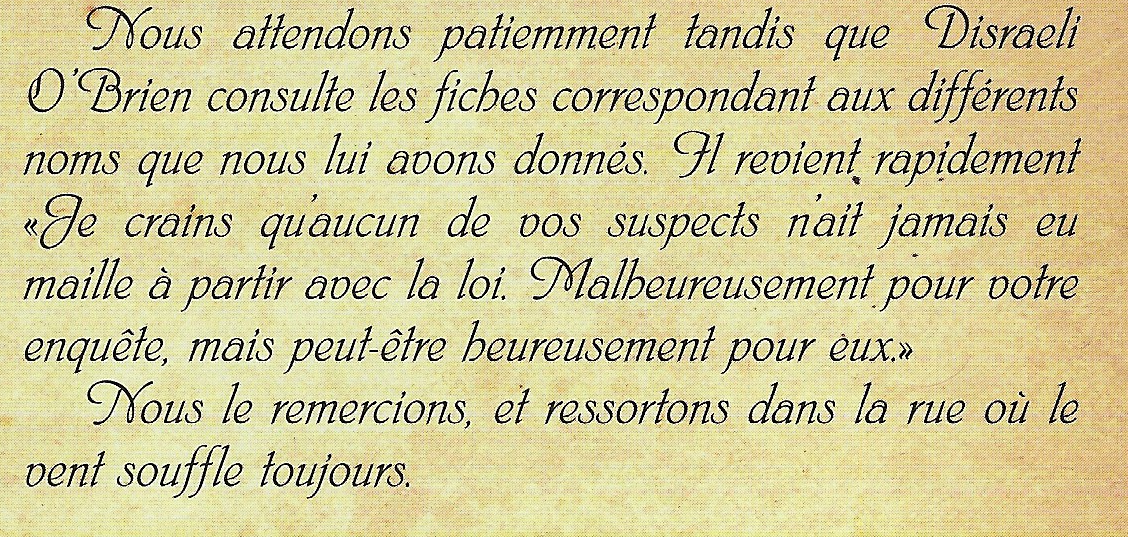 Nous attendons patiemment tandis que Disraeli
O'Brien consulte les fiches correspondant aux différents
noms que nous lui avons donnés. Il revient rapidement
«Je crains qu'aucun de vos suspects n'ait jamais eu
maille à partir avec la loi. Malheureusement pour votre
enquête, mais peut-être heureusement pour eux.»
Nous le remercions, et ressortons dans la rue où le
vent souffle toujours.